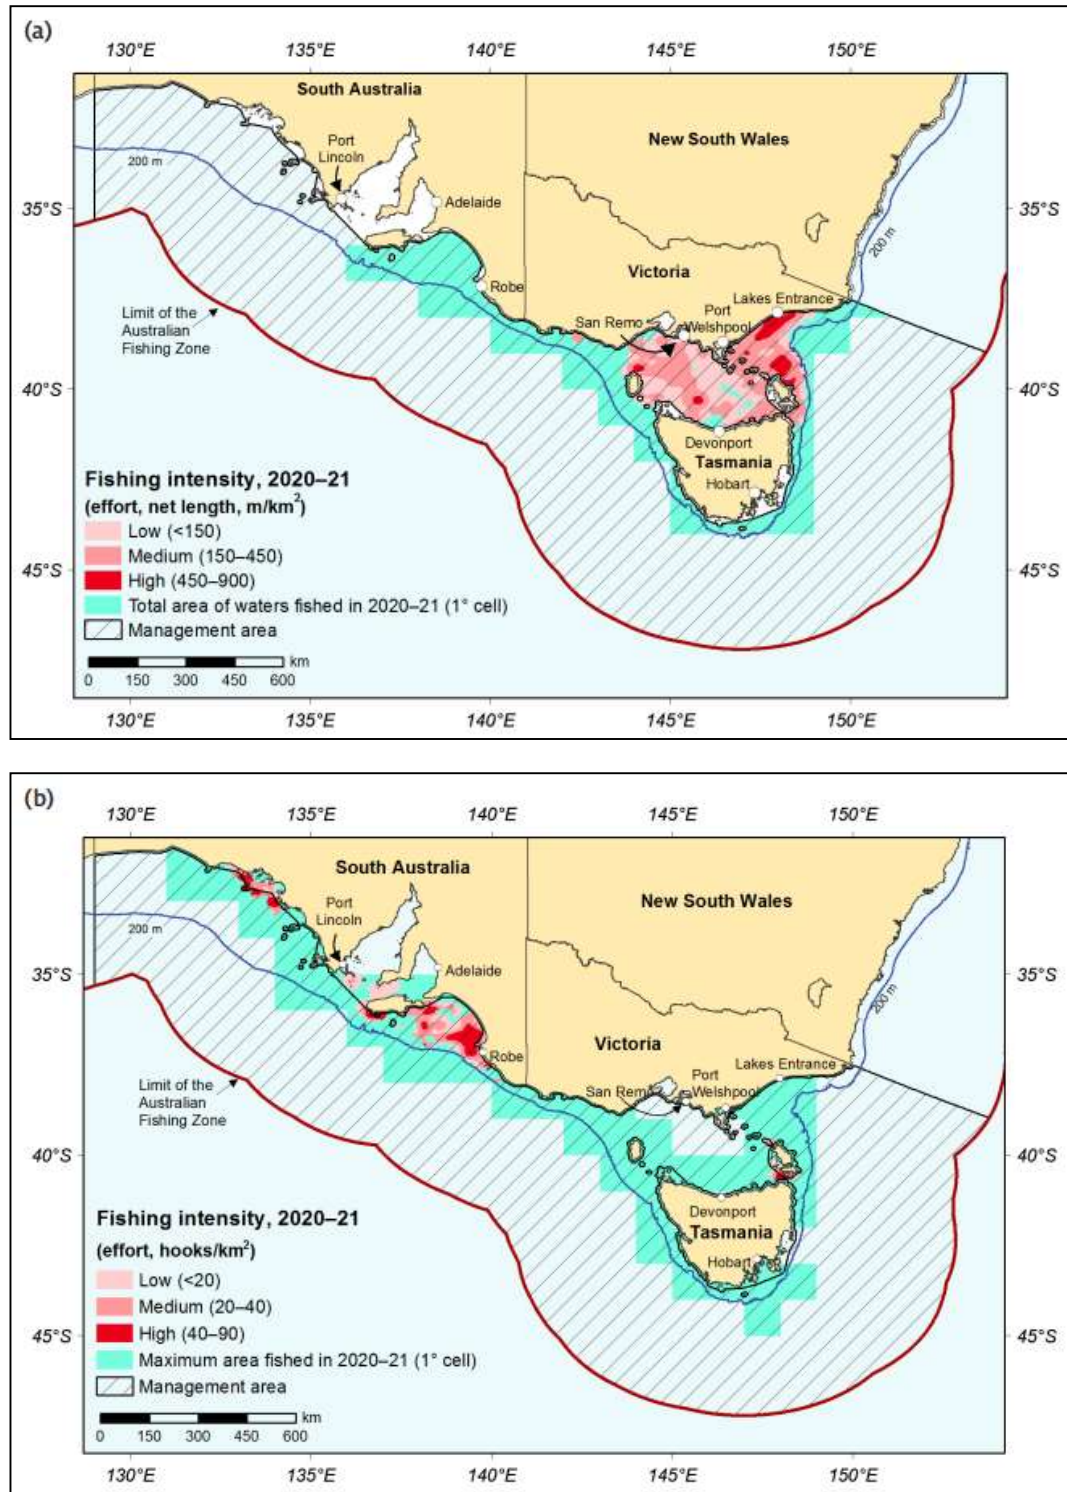 (a)
130°E 135°E 140°E 145°E 150°E
South Australia
New South Wales
Port
Lincoln
200 m
35°S Adelaide 35°S
200 m
Victoria
Robe
Lakes Entrance
Limit of the
Australian
Fishing Zone
San Remo
Port
Welshpool
40°S 40°S
Devonport
Tasmania
Hobart
Fishing intensity, 2020–21
(effort, net length, m/km²)
Low (<150)
Medium (150–450)
High (450–900)
45°S 45°S
Total area of waters fished in 2020–21 (1° cell)
Management area
km
0 150 300 450 600
130°E 135°E 140°E 145°E 150°E
(b)
130°E 135°E 140°E 145°E 150°E
South Australia
New South Wales
Port
Lincoln
200 m
35°S Adelaide 35°S
200 m
Victoria
Robe
Lakes Entrance
Limit of the
Australian
Fishing Zone
San Remo
Port
Welshpool
40°S 40°S
Devonport
Tasmania
Hobart
Fishing intensity, 2020–21
(effort, hooks/km²)
Low (<20)
Medium (20–40)
High (40–90)
45°S 45°S
Maximum area fished in 2020–21 (1° cell)
Management area
km
0 150 300 450 600
130°E 135°E 140°E 145°E 150°E